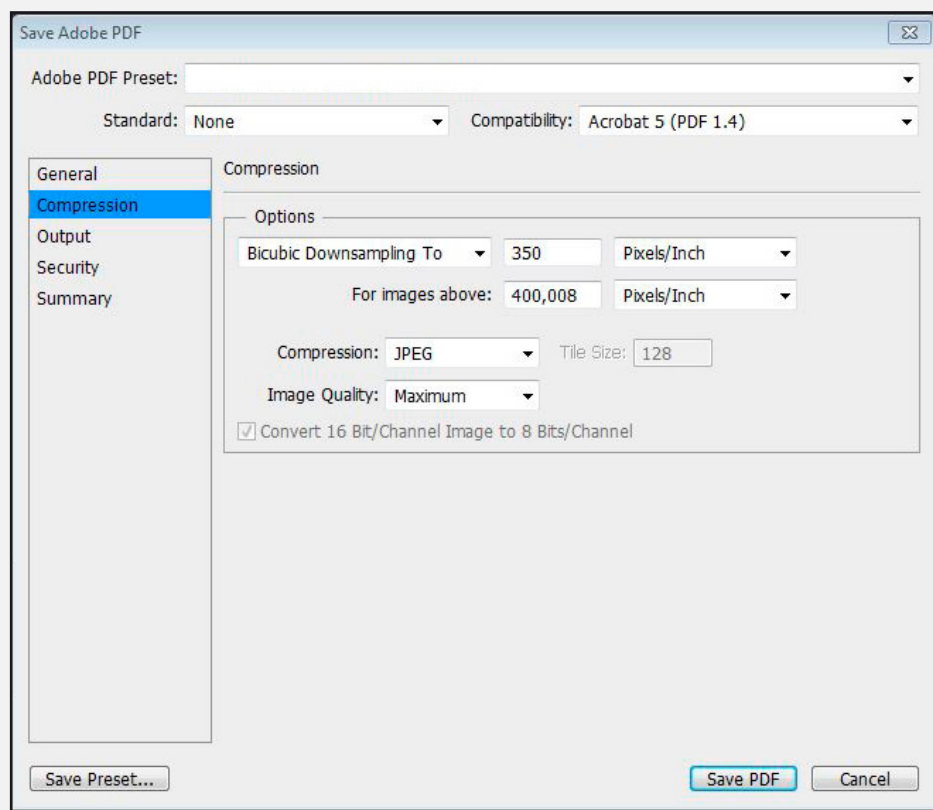 Save Adobe PDF
Adobe PDF Preset:
Standard: None Compatibility: Acrobat 5 (PDF 1.4)
General
Compression
Output
Security
Summary
Compression
Options
Bicubic Downsampling To 350 Pixels/Inch
For images above: 400,008 Pixels/Inch
Compression: JPEG Tile Size: 128
Image Quality: Maximum
Convert 16 Bit/Channel Image to 8 Bits/Channel
Save Preset... Save PDF Cancel